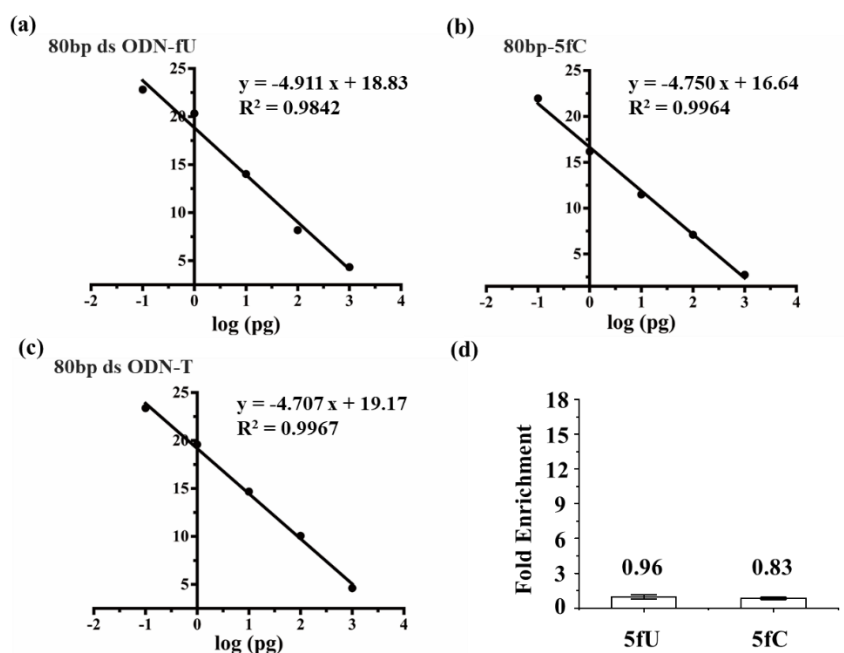 (a)
80bp ds ODN-fU
25
20
15
10
5
y = -4.911 x + 18.83
R² = 0.9842
-2 -1 0 1 2 3 4
log (pg)
(b)
80bp-5fC
25
20
15
10
5
y = -4.750 x + 16.64
R² = 0.9964
-2 -1 0 1 2 3 4
log (pg)
(c)
80bp ds ODN-T
25
20
15
10
5
y = -4.707 x + 19.17
R² = 0.9967
-2 -1 0 1 2 3 4
log (pg)
(d)
Fold Enrichment
18
15
12
9
6
3
0
0.96 0.83
5fU 5fC